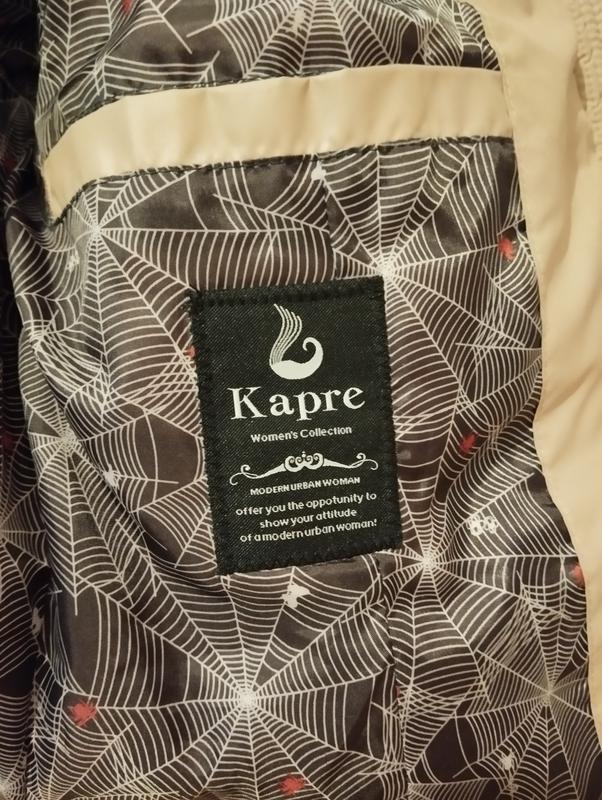 Kapre
Women's Collection
MODERN URBAN WOMAN
offer you the oppotunity to
show your attitude
of a modern urban woman!